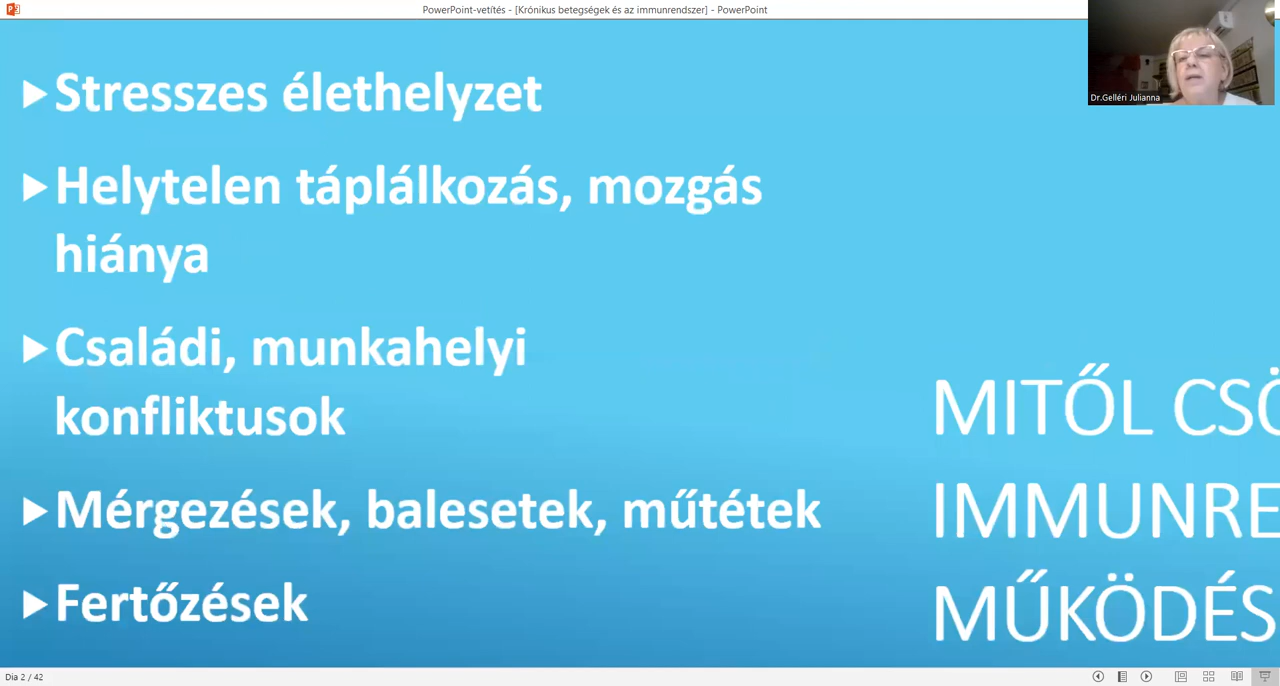 PowerPoint-vetítés - [Krónikus betegségek és az immunrendszer] - PowerPoint
Dr.Gelléri Julianna
Stresszes élethelyzet
Helytelen táplálkozás, mozgás
hiánya
Családi, munkahelyi
konfliktusok
Mérgezések, balesetek, műtétek
Fertőzések
MITŐL CSÖ
IMMUNRE
MŰKÖDÉS
Dia 2 / 42